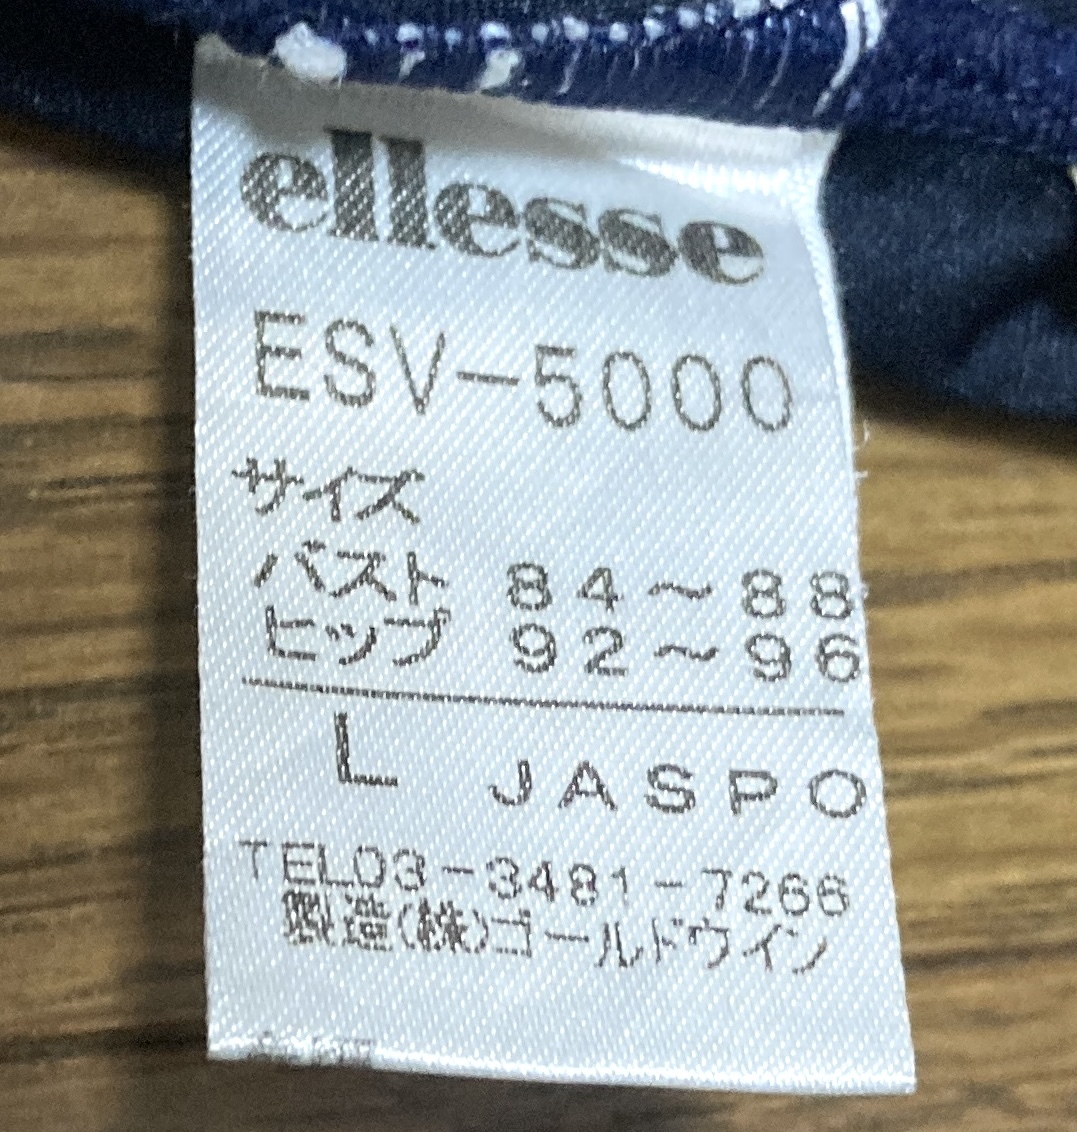 ellesse
ESV-5000
サイズ
バスト 84～88
ヒップ 92～96
L JASPO
TEL03-3481-7266
製造(株)ゴールドウイン